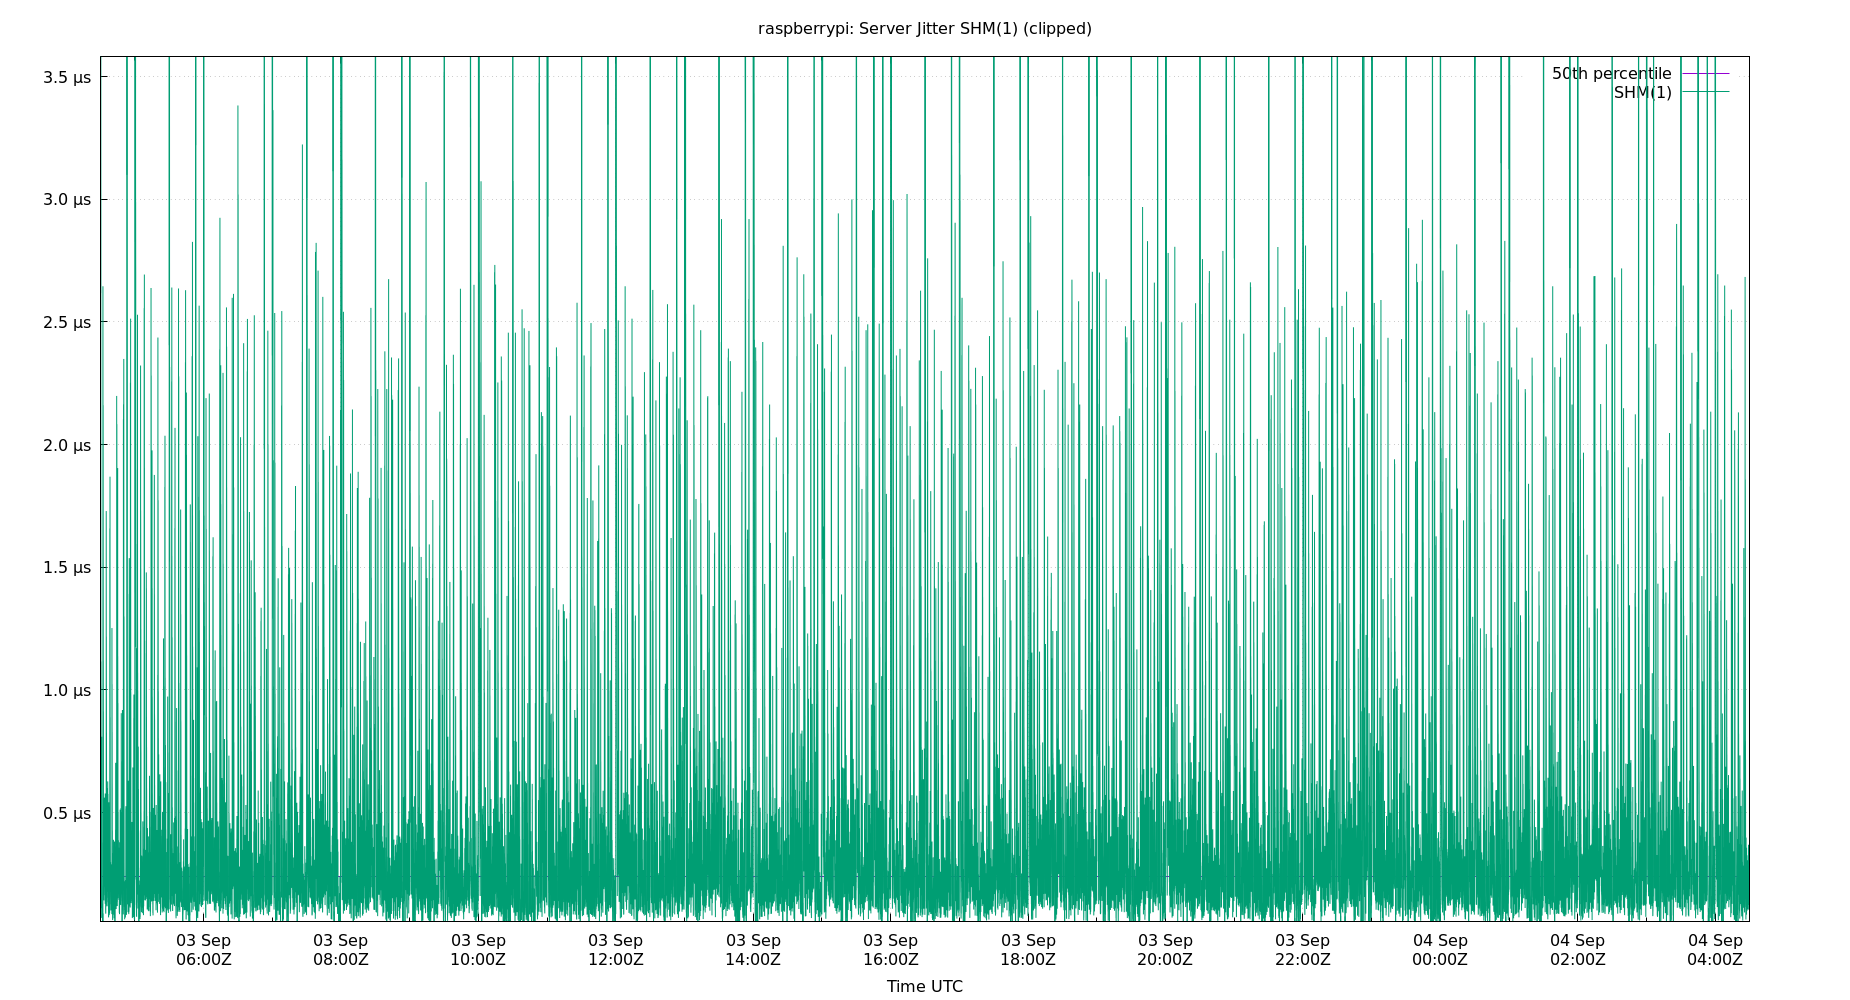 raspberrypi: Server Jitter SHM(1) (clipped)
50th percentile
SHM(1)
3.5 µs
3.0 µs
2.5 µs
2.0 µs
1.5 µs
1.0 µs
0.5 µs
03 Sep 03 Sep 03 Sep 03 Sep 03 Sep 03 Sep 03 Sep 03 Sep 03 Sep 04 Sep 04 Sep 04 Sep
06:00Z 08:00Z 10:00Z 12:00Z 14:00Z 16:00Z 18:00Z 20:00Z 22:00Z 00:00Z 02:00Z 04:00Z
Time UTC